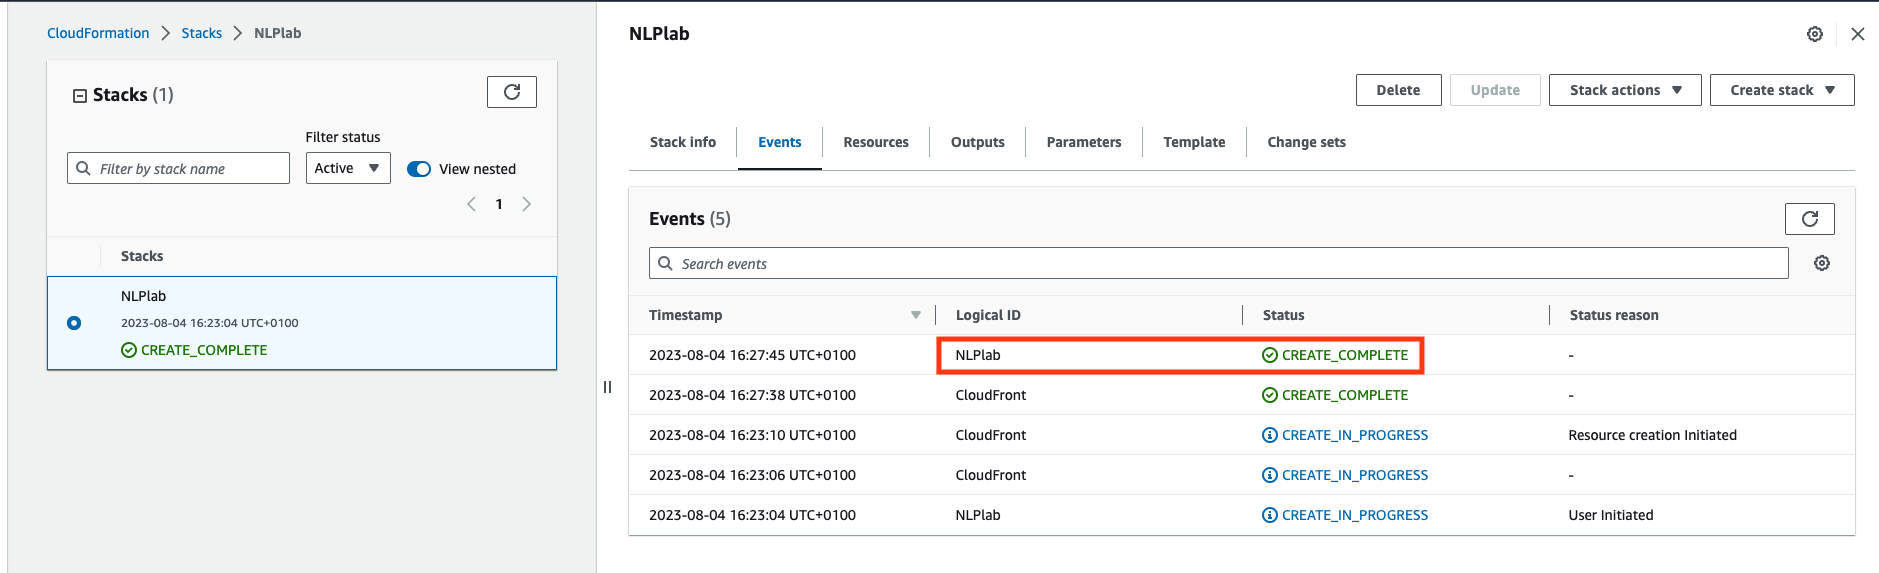 CloudFormation > Stacks > NLPlab
Stacks (1)
Filter status
Filter by stack name
Active
View nested
1
Stacks
NLPlab
2023-08-04 16:23:04 UTC+0100
CREATE_COMPLETE
NLPlab
Delete Update Stack actions Create stack
Stack info Events Resources Outputs Parameters Template Change sets
Events (5)
Search events
Timestamp Logical ID Status Status reason
2023-08-04 16:27:45 UTC+0100 NLPlab CREATE_COMPLETE -
2023-08-04 16:27:38 UTC+0100 CloudFront CREATE_COMPLETE -
2023-08-04 16:23:10 UTC+0100 CloudFront CREATE_IN_PROGRESS Resource creation Initiated
2023-08-04 16:23:06 UTC+0100 CloudFront CREATE_IN_PROGRESS -
2023-08-04 16:23:04 UTC+0100 NLPlab CREATE_IN_PROGRESS User Initiated